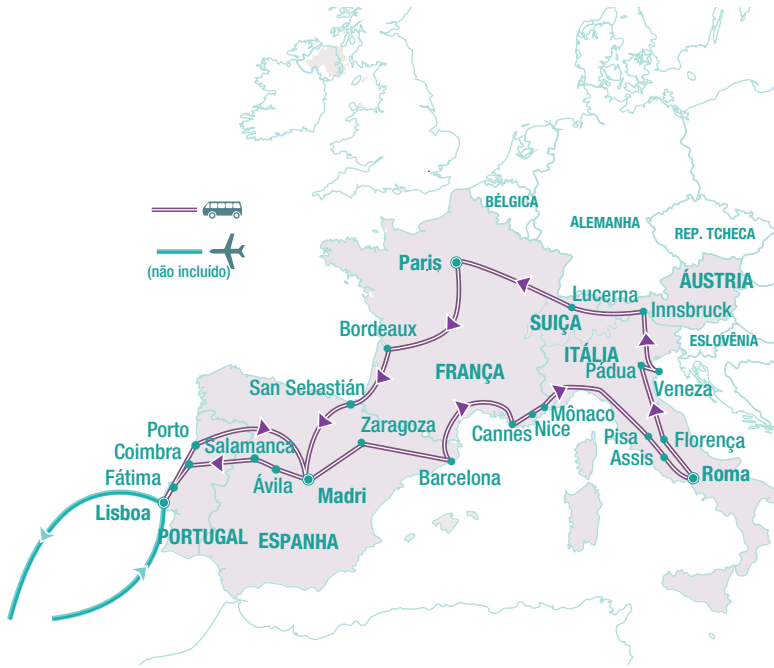 BÉLGICA
ALEMANHA
REP. TCHECA
(não incluído)
Paris
ÁUSTRIA
Lucerna
Innsbruck
SUIÇA
Bordeaux
ITÁLIA
ESLOVÊNIA
FRANÇA
Pádua
Veneza
San Sebastián
Zaragoza
Mônaco
Nice
Cannes
Porto
Coimbra
Salamanca
Pisa
Florença
Assis
Fátima
Ávila
Madri
Barcelona
Roma
Lisboa
PORTUGAL
ESPANHA